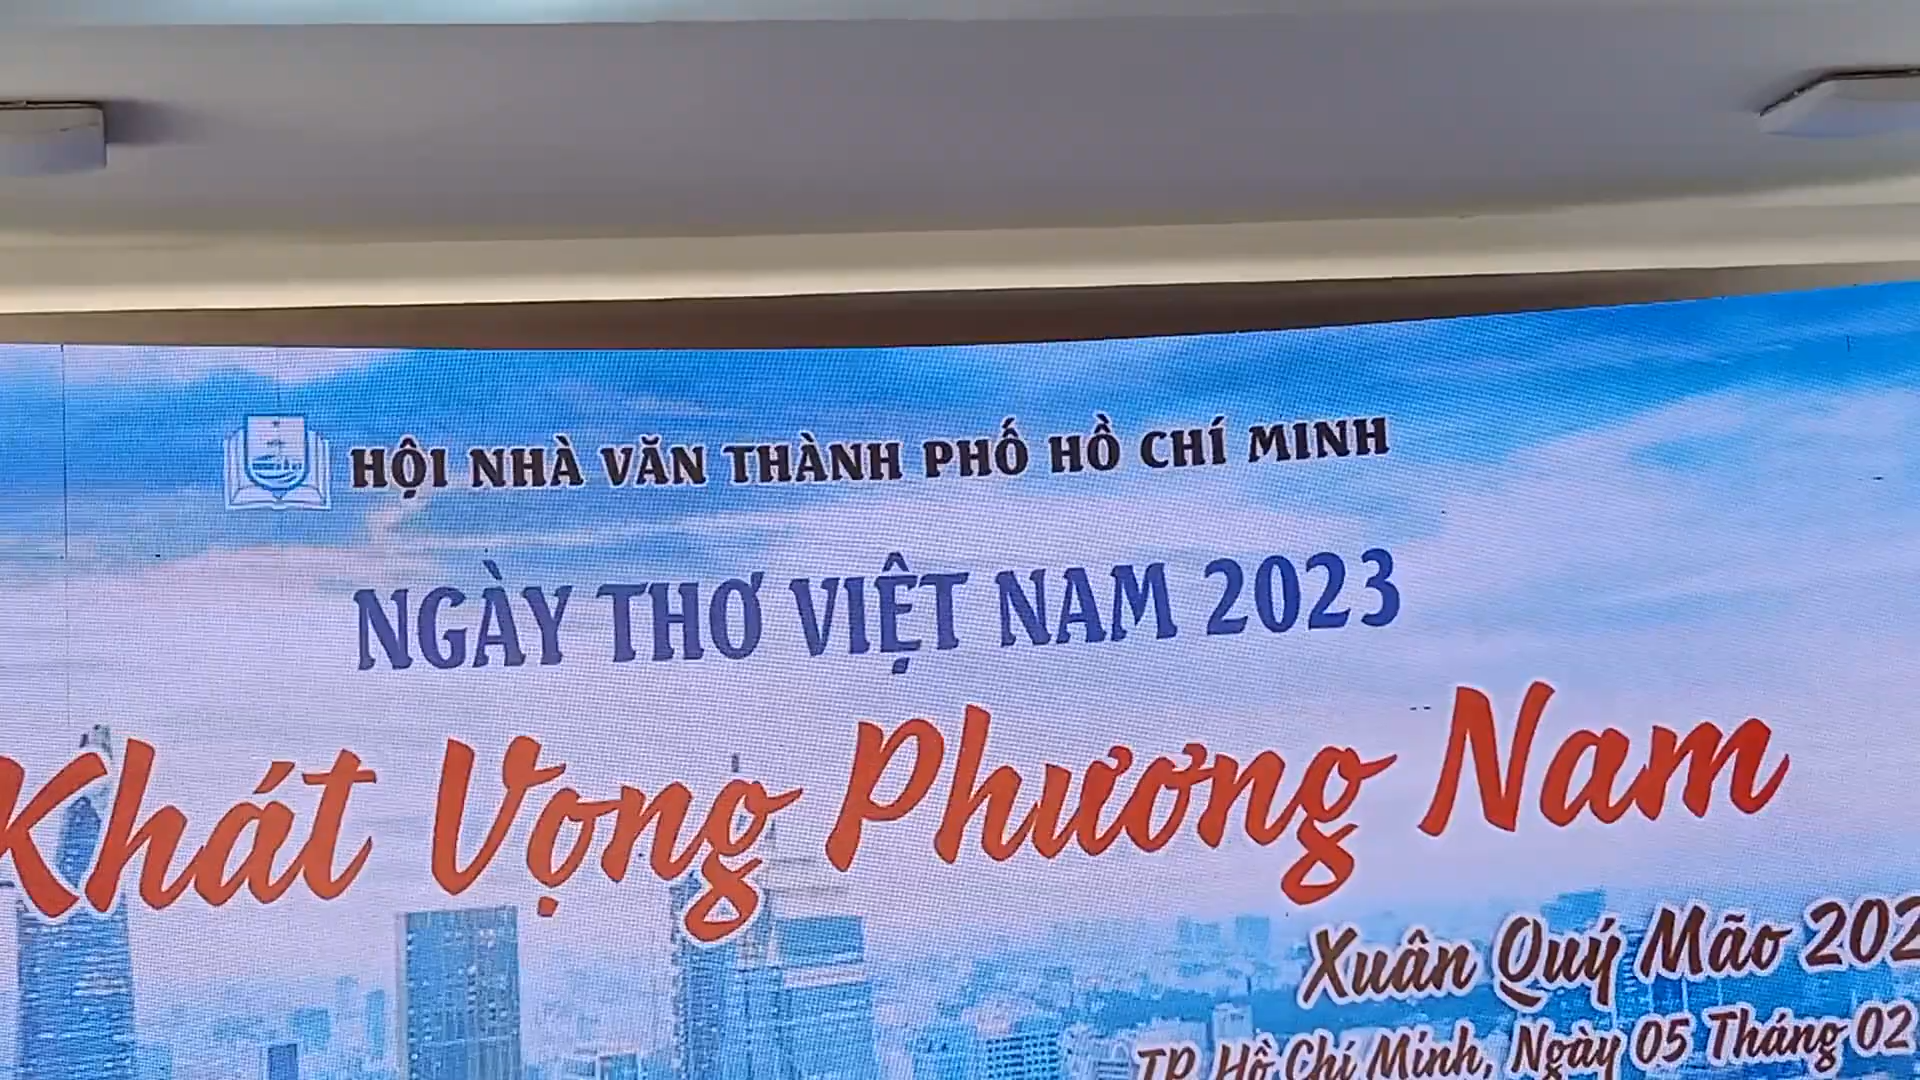 HỘI NHÀ VĂN THÀNH PHỐ HỒ CHÍ MINH
NGÀY THƠ VIỆT NAM 2023
Khát Vọng Phương Nam
Xuân Quý Mão 202
TP. Hồ Chí Minh, Ngày 05 Tháng 02